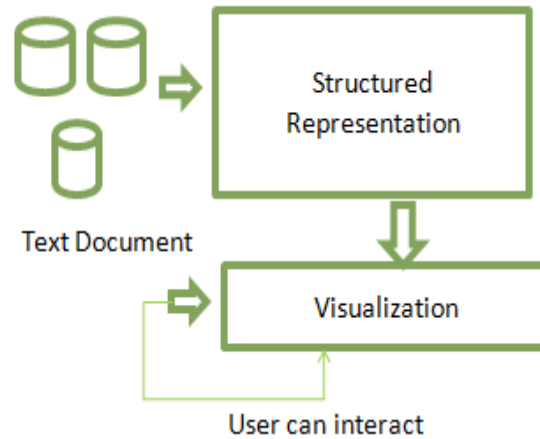 Structured
Representation
Text Document
Visualization
User can interact